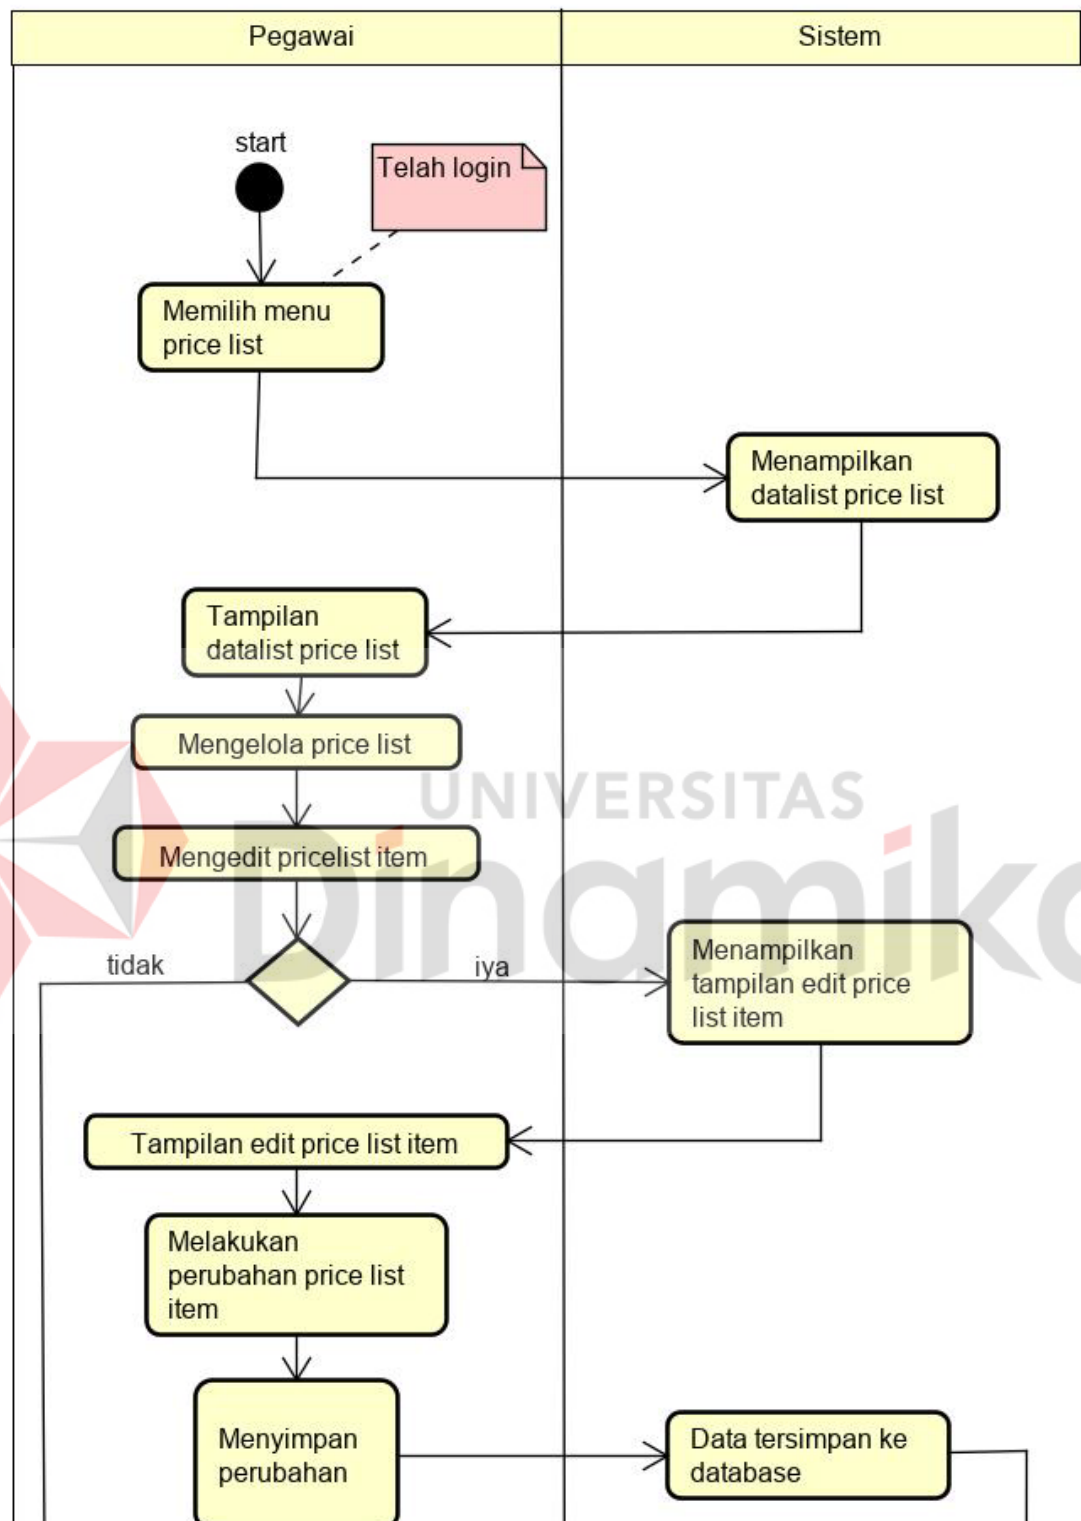 Pegawai
Sistem
start
Telah login
Memilih menu
price list
Menampilkan
datalist price list
Tampilan
datalist price list
Mengelola price list
UNIVERSITAS
Dinamika
Mengedit pricelist item
tidak
iya
Menampilkan
tampilan edit price
list item
Tampilan edit price list item
Melakukan
perubahan price list
item
Menyimpan
perubahan
Data tersimpan ke
database